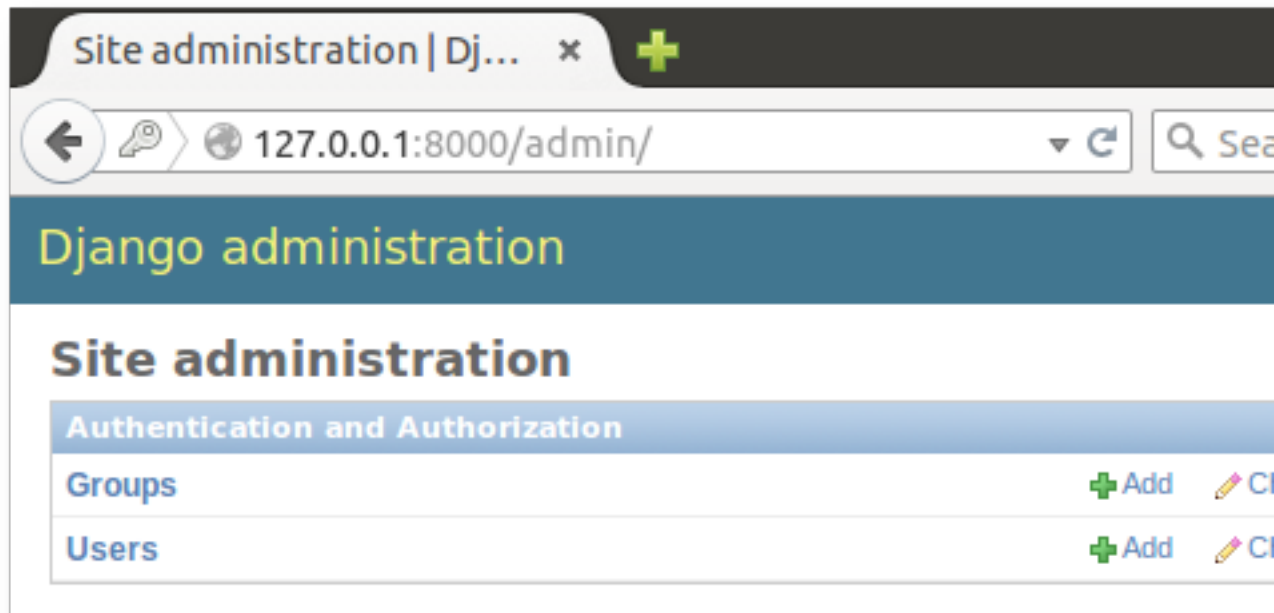 Site administration | Dj...
127.0.0.1:8000/admin/
Django administration
Site administration
Authentication and Authorization
Groups Add
Users Add